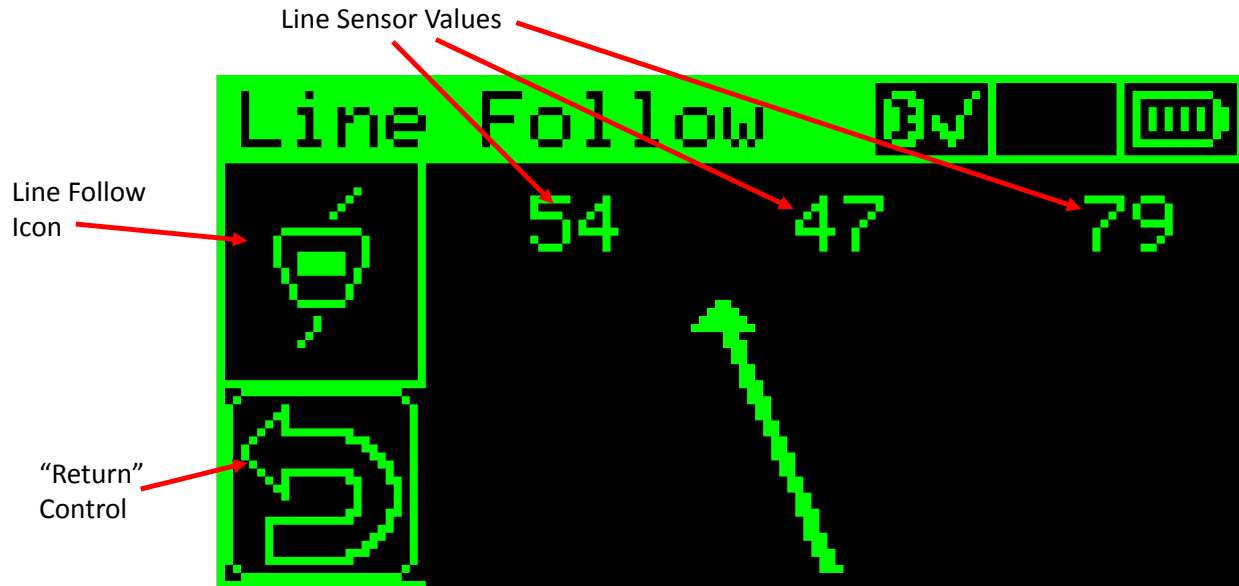 Line Sensor Values
Line Follow
Line Follow
Icon
54 47 79
“Return”
Control